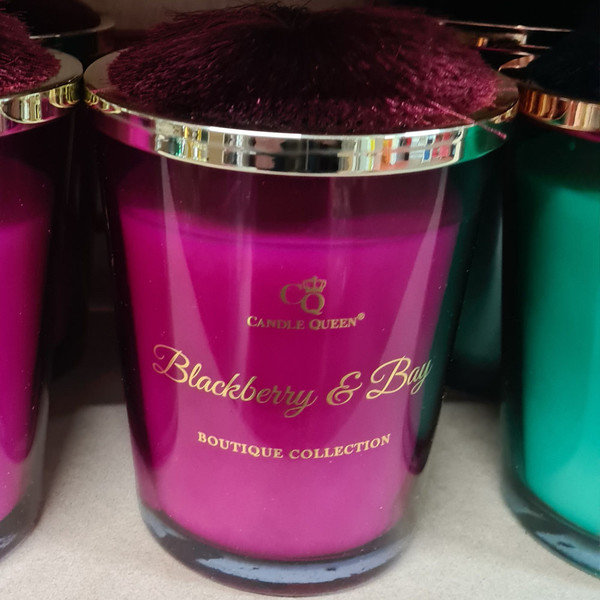 CQ
CANDLE QUEEN®
Blackberry & Bay
BOUTIQUE COLLECTION